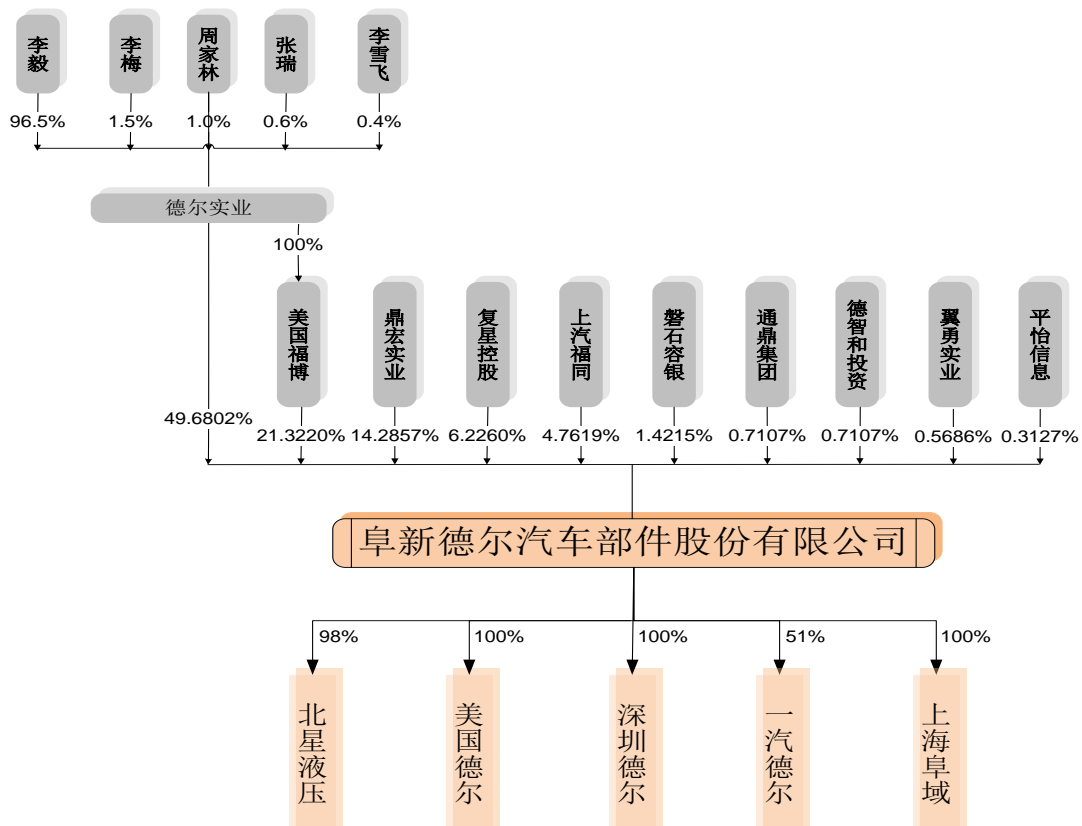 李毅
李梅
周家林
张瑞
李雪飞
96.5%
1.5%
1.0%
0.6%
0.4%
德尔实业
100%
美国福博
鼎宏实业
复星控股
上汽福同
磐石容银
通鼎集团
德智和投资
翼勇实业
平怡信息
49.6802%
21.3220%
14.2857%
6.2260%
4.7619%
1.4215%
0.7107%
0.7107%
0.5686%
0.3127%
阜新德尔汽车部件股份有限公司
98%
100%
100%
51%
100%
北星液压
美国德尔
深圳德尔
一汽德尔
上海阜域